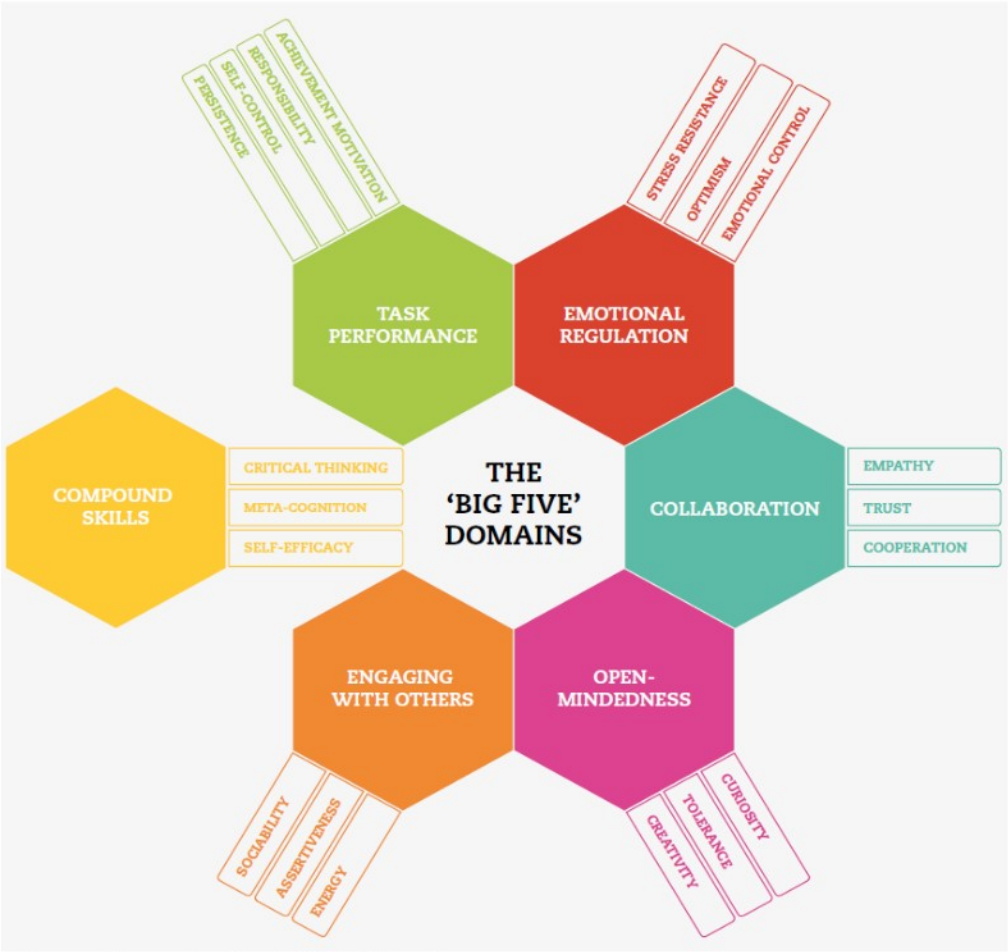 ACHIEVEMENT MOTIVATION
RESPONSIBILITY
SELF-CONTROL
PERSISTENCE
STRESS RESISTANCE
OPTIMISM
EMOTIONAL CONTROL
TASK
PERFORMANCE
EMOTIONAL
REGULATION
COMPOUND
SKILLS
CRITICAL THINKING
META-COGNITION
SELF-EFFICACY
THE
‘BIG FIVE’
DOMAINS
COLLABORATION
EMPATHY
TRUST
COOPERATION
ENGAGING
WITH OTHERS
OPEN-
MINDEDNESS
SOCIABILITY
ASSERTIVENESS
ENERGY
CREATIVITY
TOLERANCE
CURIOSITY